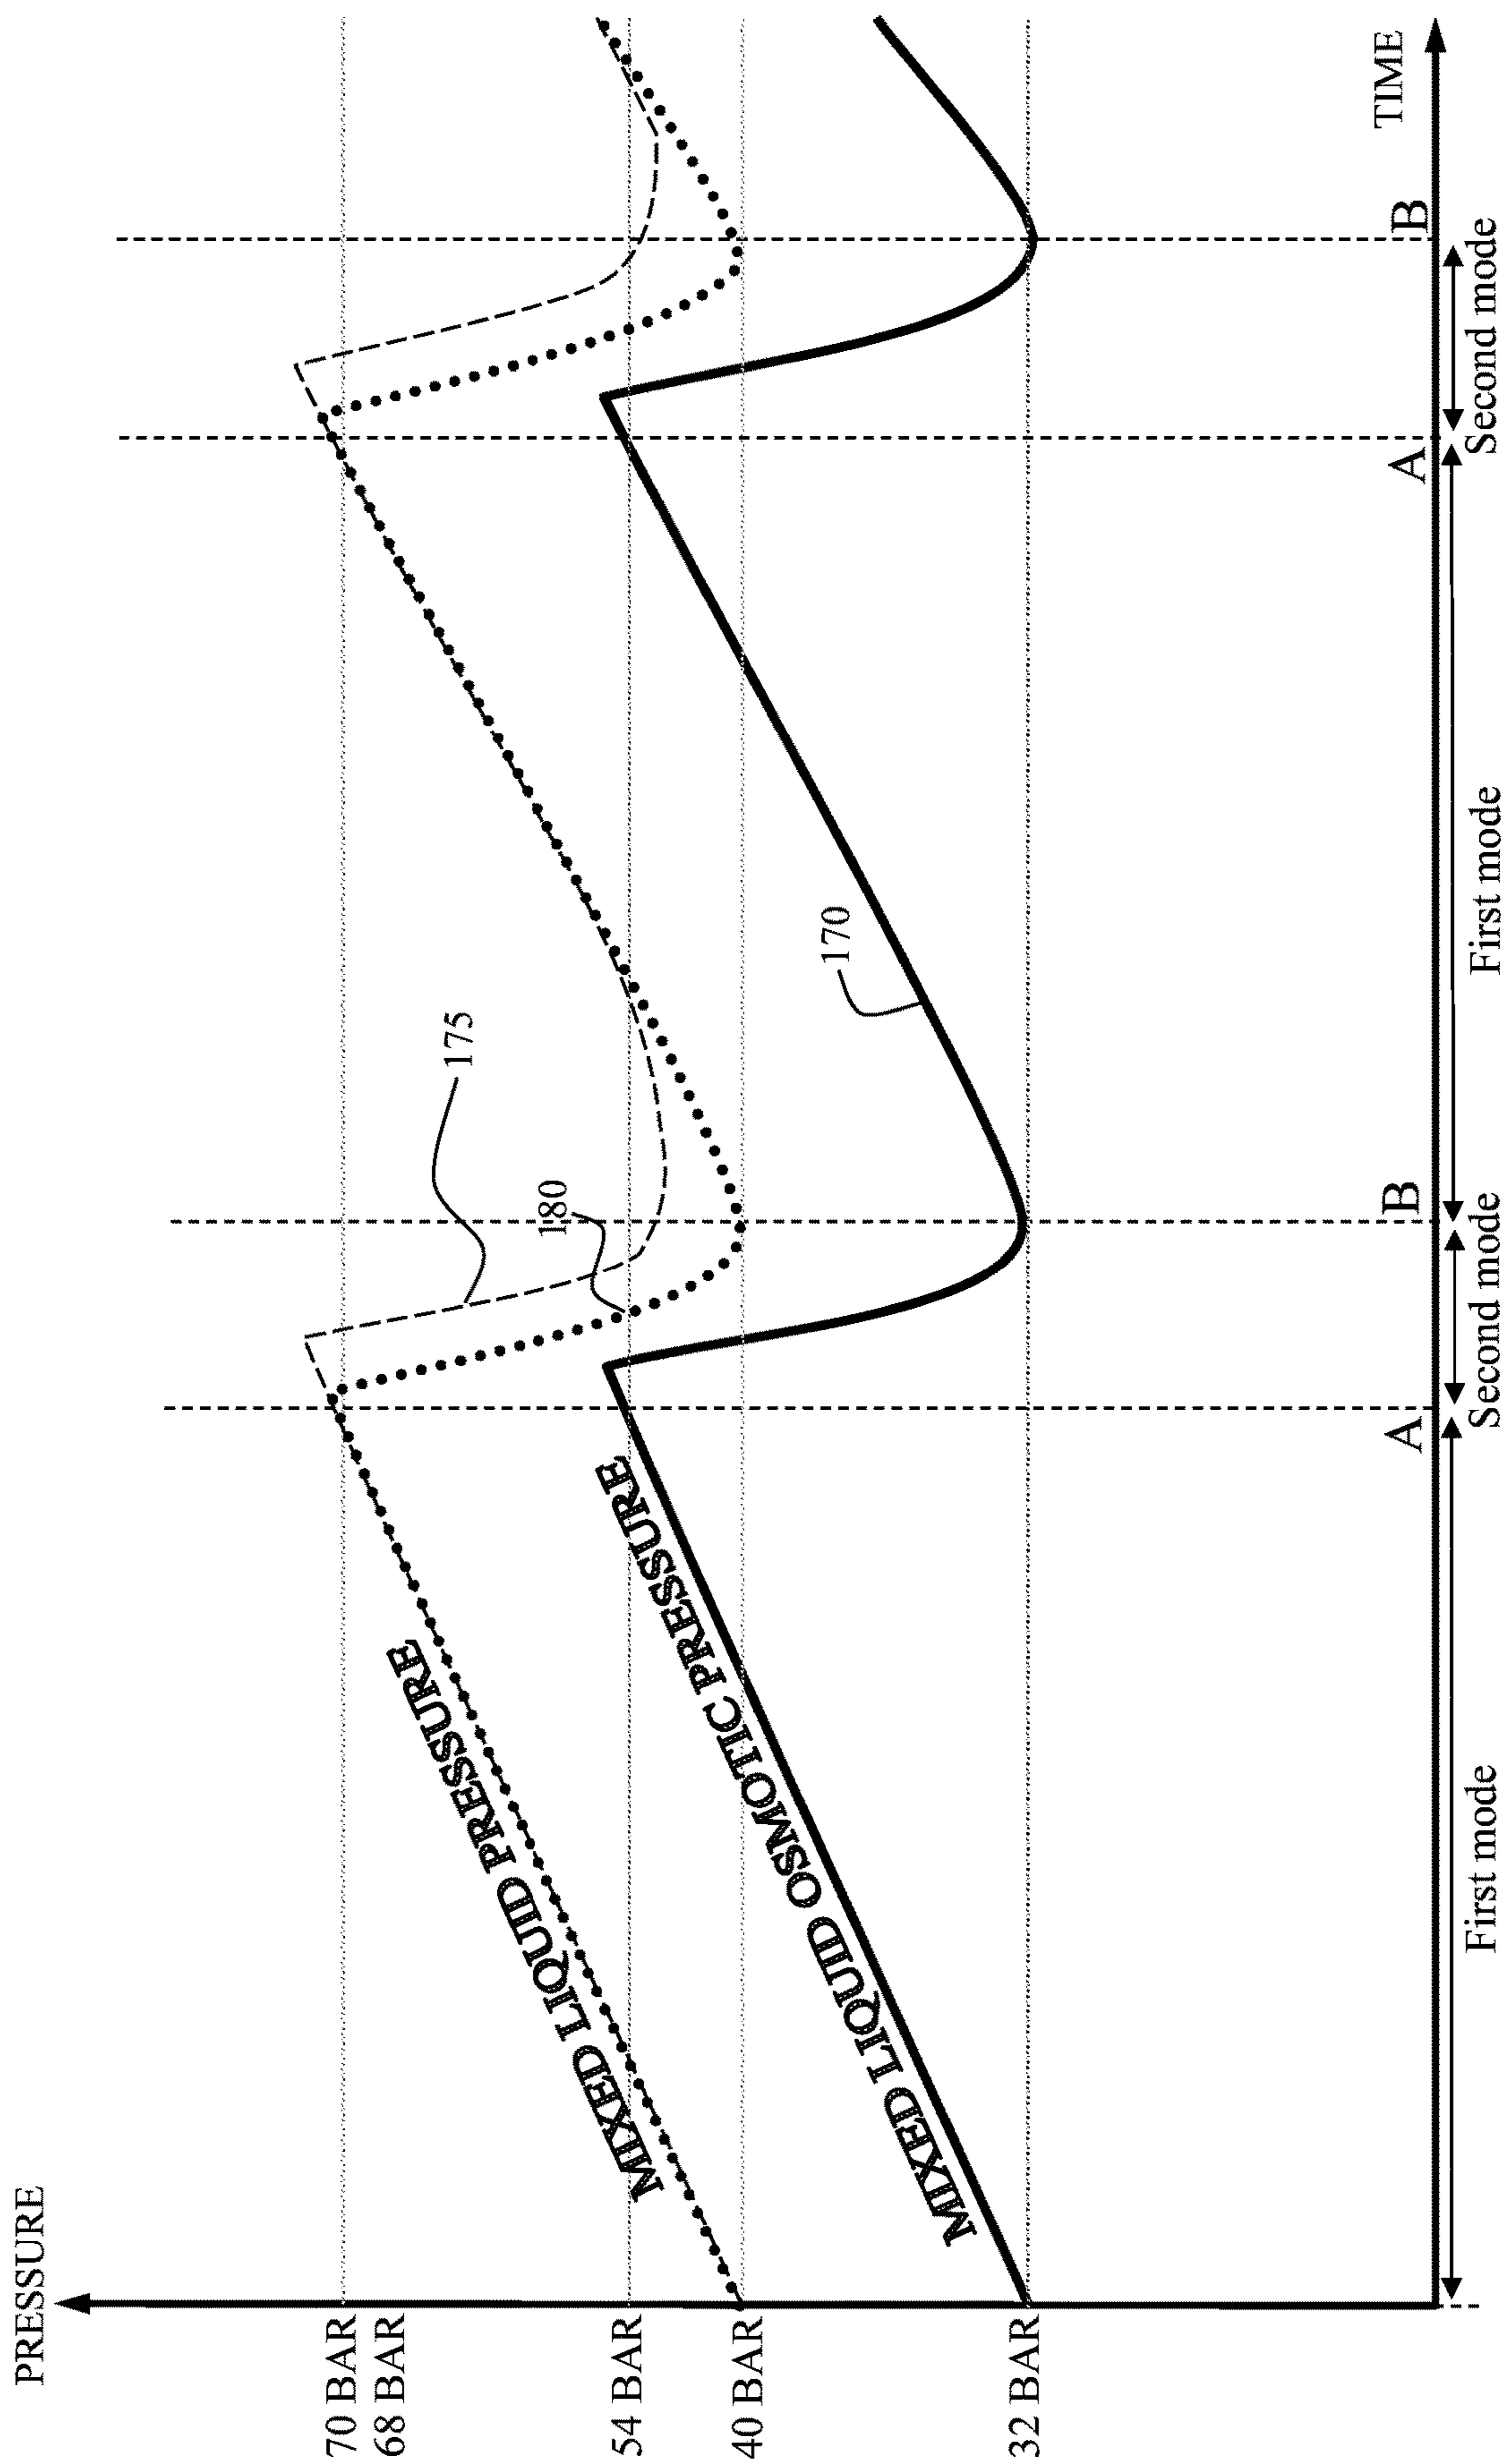 PRESSURE
70 BAR
68 BAR
54 BAR
40 BAR
32 BAR
MIXED LIQUID PRESSURE
MIXED LIQUID OSMOTIC PRESSURE
175
180
170
A
B
A
B
TIME
First mode
Second mode
First mode
Second mode